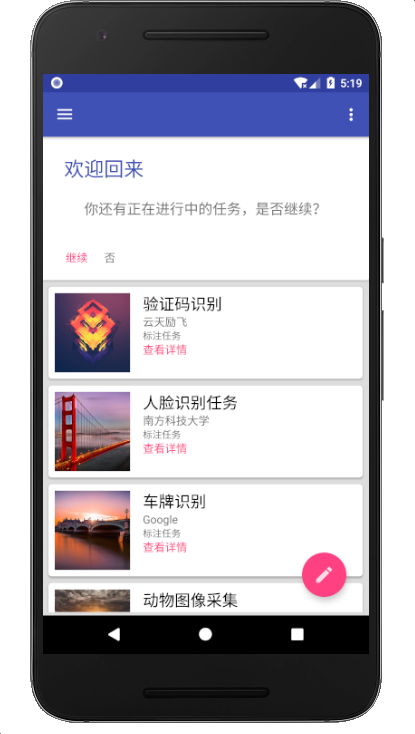 5:19
欢迎回来
你还有正在进行中的任务，是否继续？
继续 否
验证码识别
云天励飞
标注任务
查看详情
人脸识别任务
南方科技大学
标注任务
查看详情
车牌识别
Google
标注任务
查看详情
动物图像采集